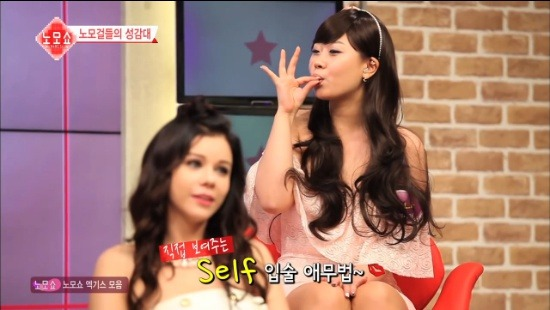 노모쇼
노모걸들의 성감대
직접 보여주는
Self 입술 애무법~
노모쇼 노모쇼 엑기스 모음